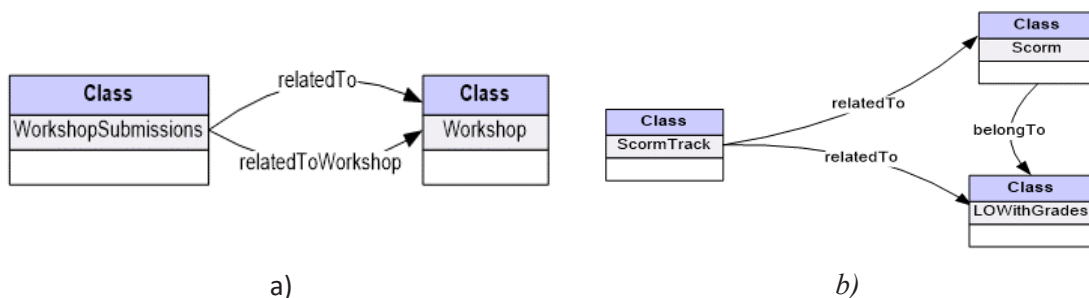 Class
WorkshopSubmissions
relatedTo
relatedToWorkshop
Class
Workshop
a)
Class
ScormTrack
relatedTo
relatedTo
Class
Scorm
belongTo
Class
LOWithGrades
b)